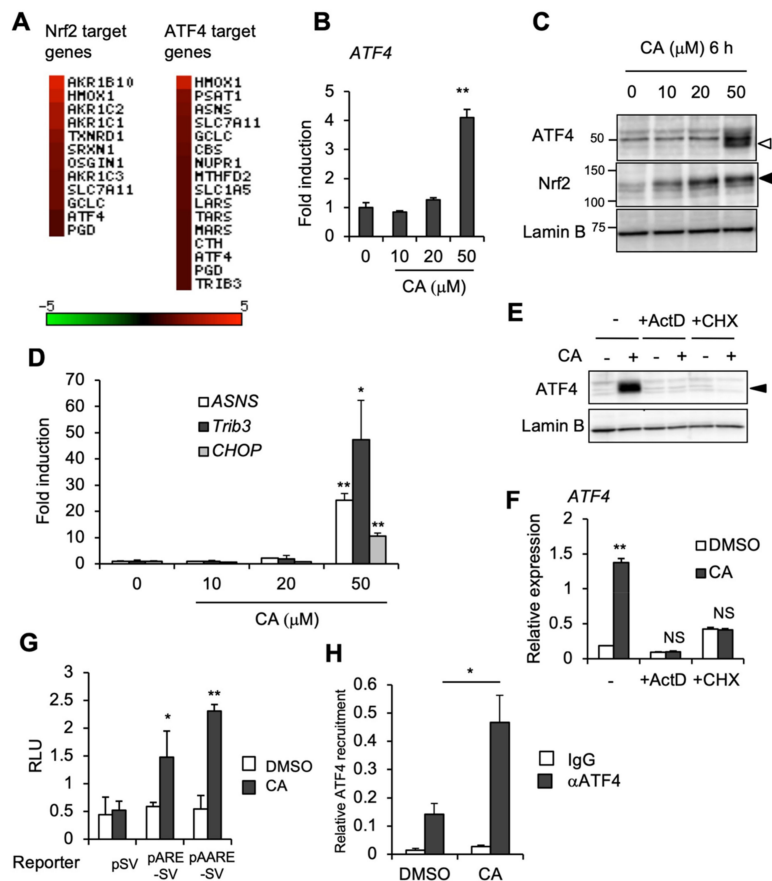 A
Nrf2 target
genes
AKR1B10
HMOX1
AKR1C2
AKR1C1
TXNRD1
SRXN1
OSGIN1
AKR1C3
SLC7A11
GCLC
ATF4
PGD
ATF4 target
genes
HMOX1
PSAT1
ASNS
SLC7A11
GCLC
CBS
NUPR1
MTHFD2
SLC1A5
LARS
TARS
MARS
CTH
ATF4
PGD
TRIB3
-5 5
B
ATF4
Fold induction
5
4
3
2
1
0
**
0 10 20 50
CA (μM)
C
CA (μM) 6 h
0 10 20 50
ATF4
50
Nrf2
150
100
Lamin B
75
D
Fold induction
70
60
50
40
30
20
10
0
ASNS
Trib3
CHOP
** * **
0 10 20 50
CA (μM)
E
- +ActD +CHX
CA - + - + - +
ATF4
Lamin B
F
ATF4
Relative expression
2
1.5
1
0.5
0
**
NS
NS
DMSO
CA
- +ActD +CHX
G
RLU
3
2.5
2
1.5
1
0.5
0
*
**
DMSO
CA
Reporter
pSV pARE pAARE
-SV -SV
H
Relative ATF4 recruitment
0.6
0.5
0.4
0.3
0.2
0.1
0
*
IgG
αATF4
DMSO CA